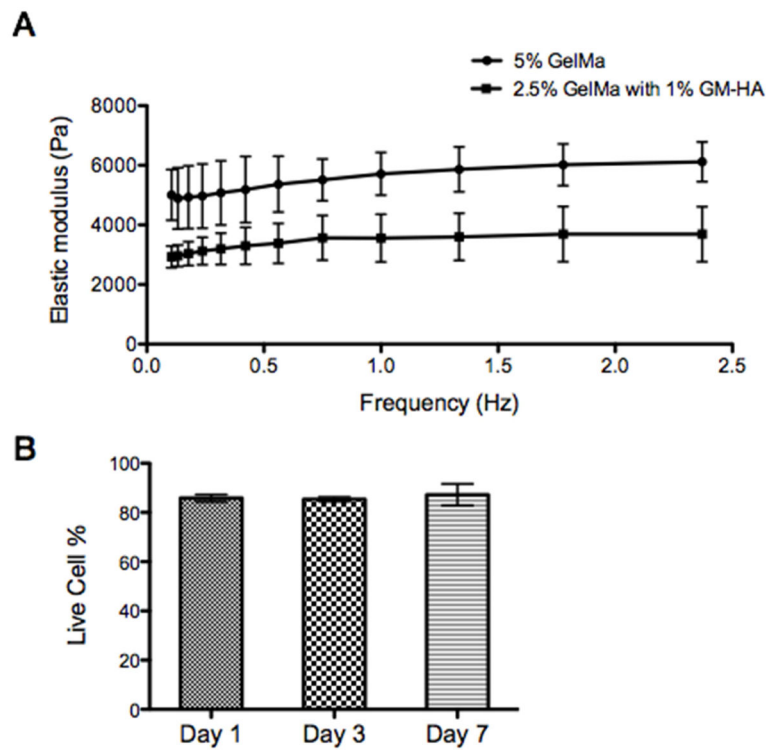 A
5% GelMa
2.5% GelMa with 1% GM-HA
Elastic modulus (Pa)
8000
6000
4000
2000
0
0.0 0.5 1.0 1.5 2.0 2.5
Frequency (Hz)
B
Live Cell %
100
80
60
40
20
0
Day 1 Day 3 Day 7